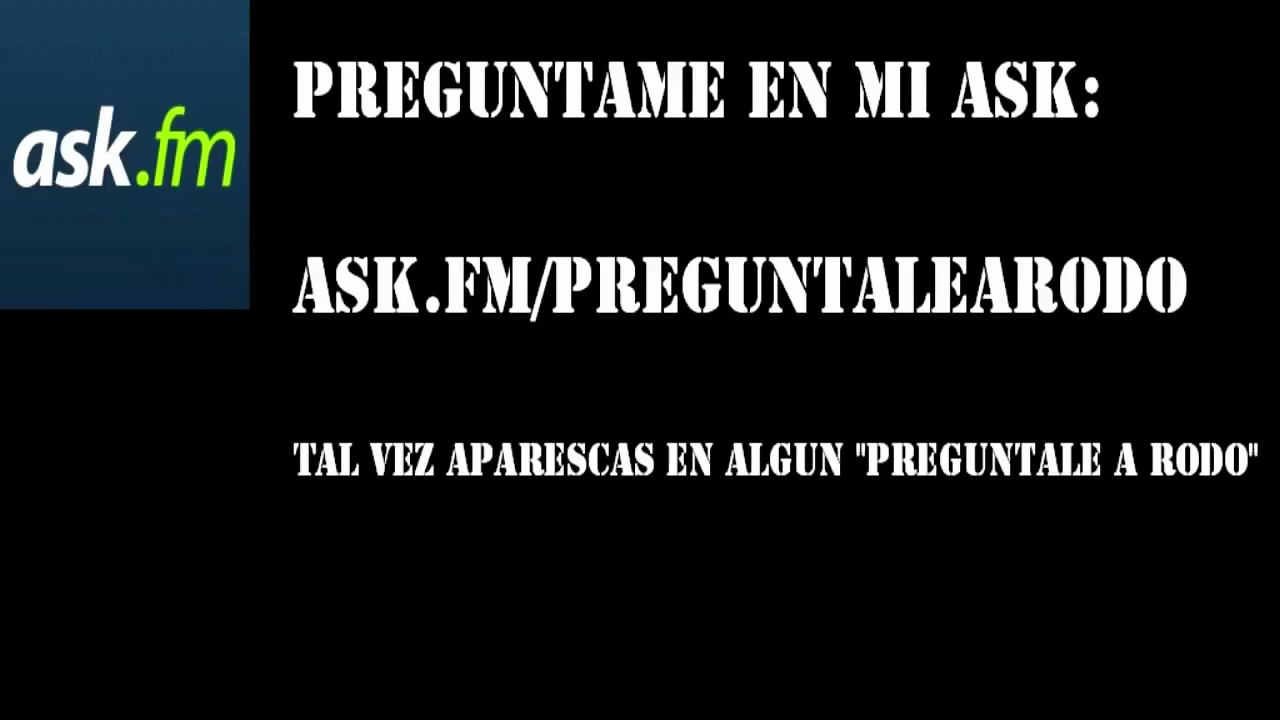 ask.fm
PREGUNTAME EN MI ASK:
ASK.FM/PREGUNTALEARODO
TAL VEZ APARESCAS EN ALGUN "PREGUNTALE A RODO"